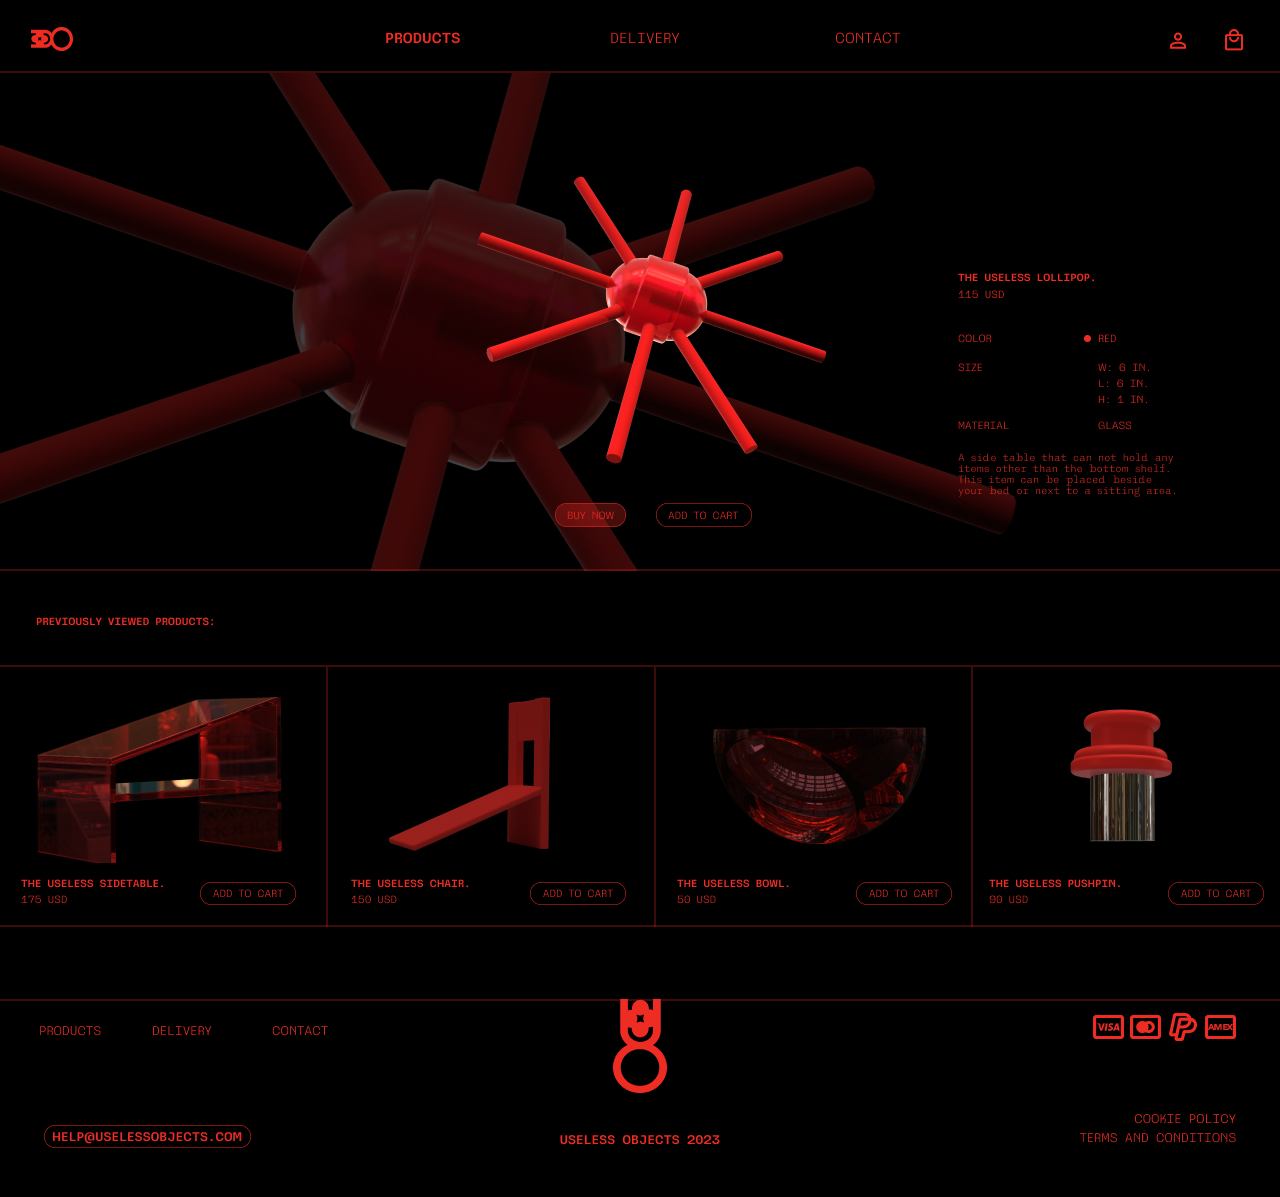 PRODUCTS
DELIVERY
CONTACT
THE USELESS LOLLIPOP.
115 USD
COLOR
RED
SIZE
W: 6 IN.
L: 6 IN.
H: 1 IN.
MATERIAL
GLASS
A side table that can not hold any
items other than the bottom shelf.
This item can be placed beside
your bed or next to a sitting area.
BUY NOW
ADD TO CART
PREVIOUSLY VIEWED PRODUCTS:
THE USELESS SIDETABLE.
175 USD
ADD TO CART
THE USELESS CHAIR.
150 USD
ADD TO CART
THE USELESS BOWL.
50 USD
ADD TO CART
THE USELESS PUSHPIN.
90 USD
ADD TO CART
PRODUCTS
DELIVERY
CONTACT
VISA
AMEX
HELP@USELESSOBJECTS.COM
USELESS OBJECTS 2023
COOKIE POLICY
TERMS AND CONDITIONS